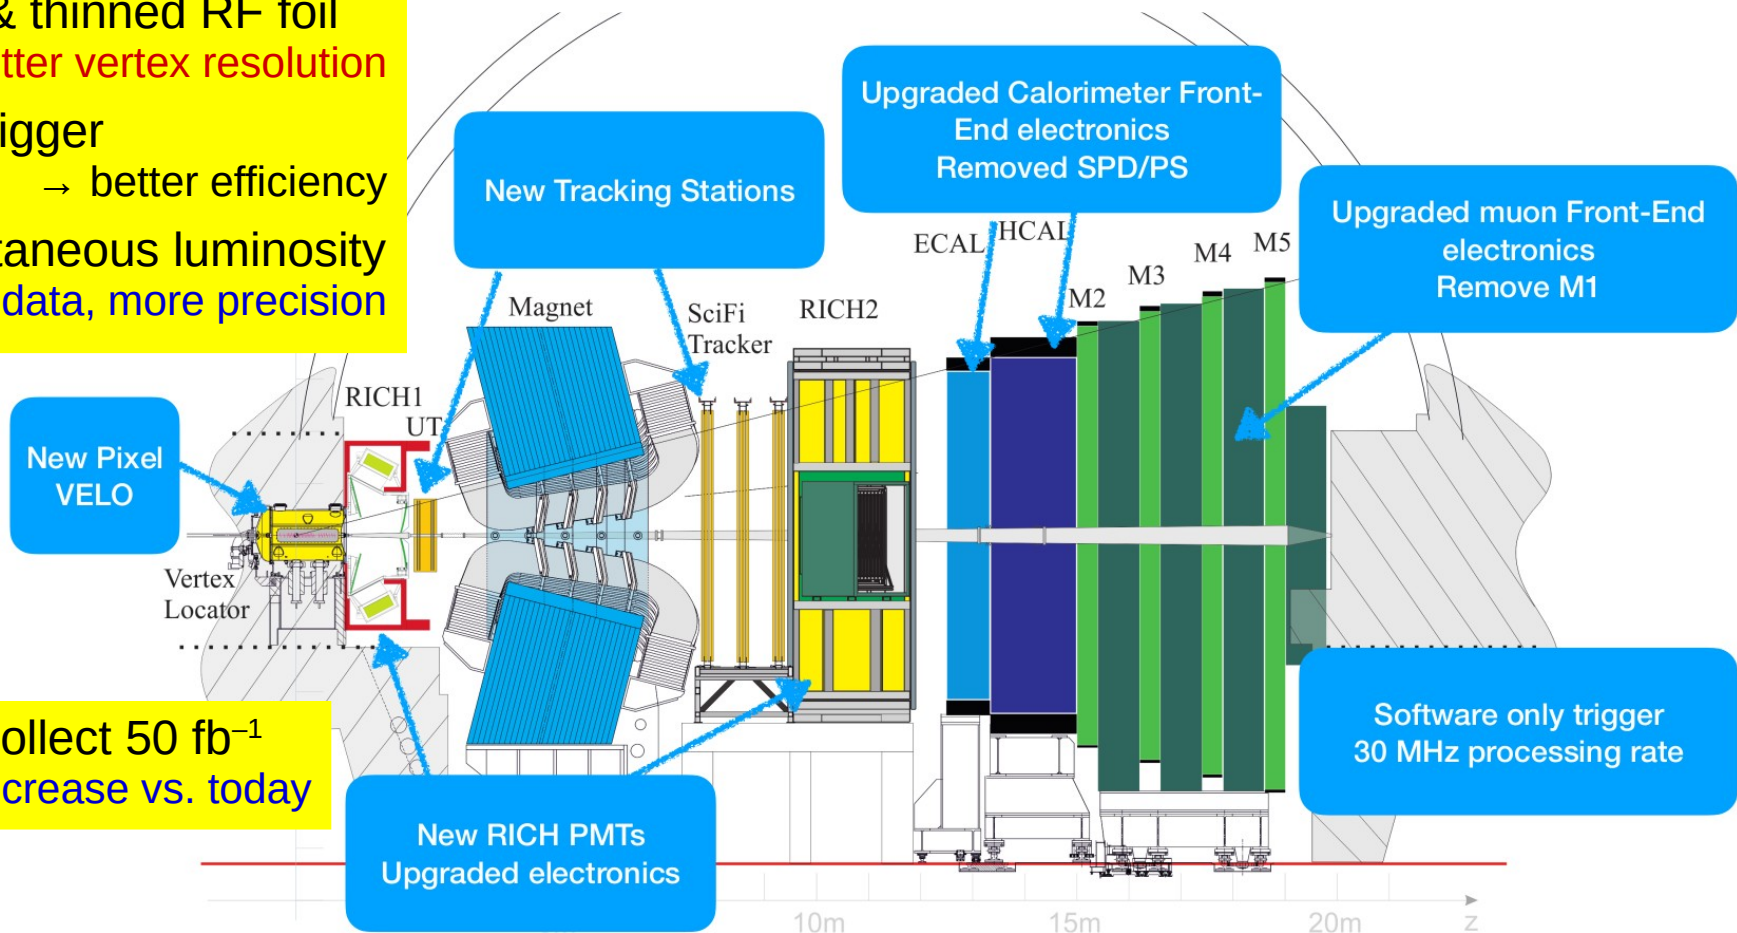 & thinned RF foil
tter vertex resolution
igger
→ better efficiency
taneous luminosity
data, more precision
New Tracking Stations
Upgraded Calorimeter Front-
End electronics
Removed SPD/PS
Upgraded muon Front-End
electronics
Remove M1
ECAL
HCAL
M2
M3
M4
M5
Magnet
SciFi
Tracker
RICH2
RICH1
UT
New Pixel
VELO
Vertex
Locator
ollect 50 fb⁻¹
crease vs. today
New RICH PMTs
Upgraded electronics
Software only trigger
30 MHz processing rate
10m
15m
20m
z